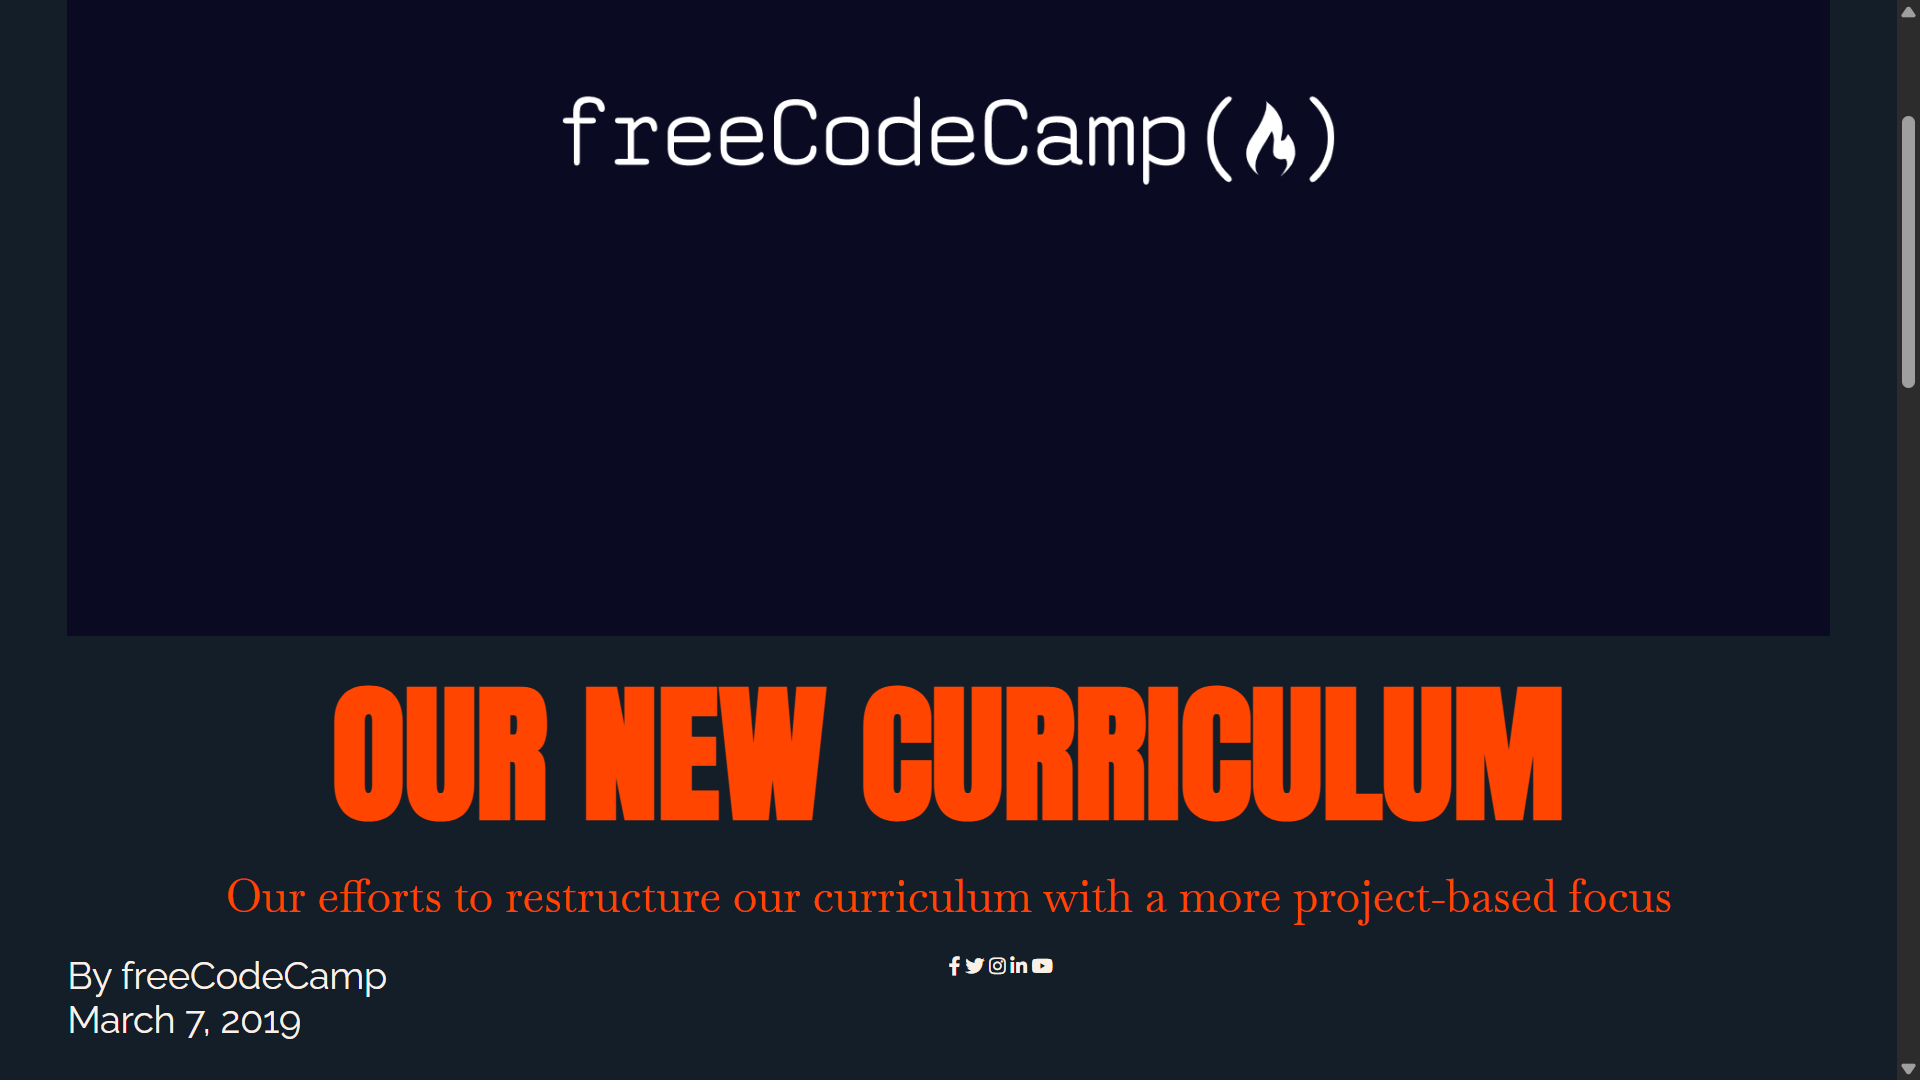 freeCodeCamp
OUR NEW CURRICULUM
Our efforts to restructure our curriculum with a more project-based focus
By freeCodeCamp
March 7, 2019